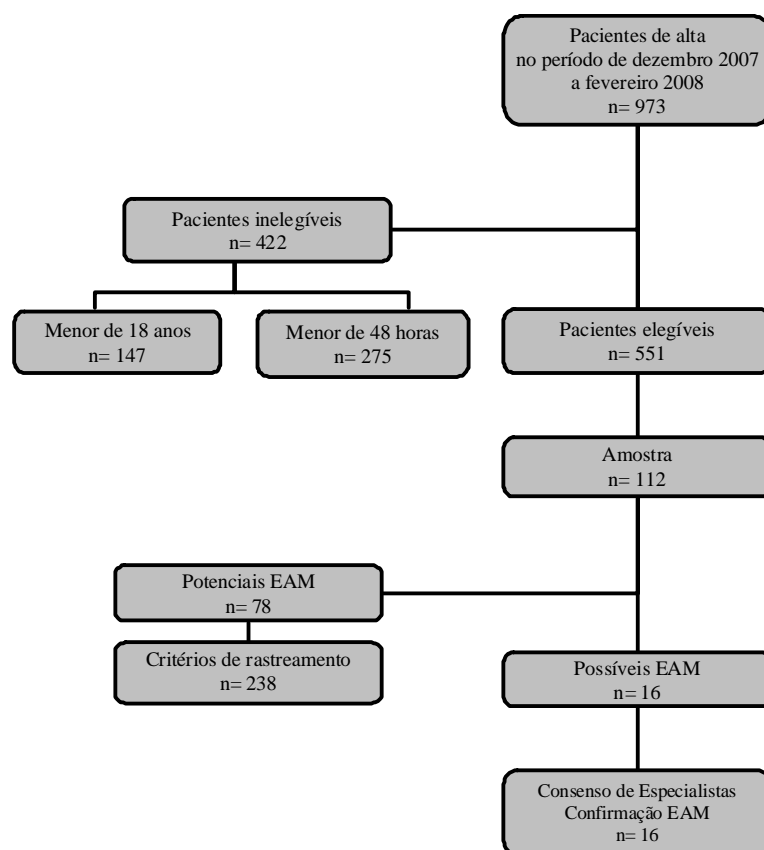 Pacientes de alta
no período de dezembro 2007
a fevereiro 2008
n= 973
Pacientes inelegíveis
n= 422
Menor de 18 anos
n= 147
Menor de 48 horas
n= 275
Pacientes elegíveis
n= 551
Amostra
n= 112
Potenciais EAM
n= 78
Critérios de rastreamento
n= 238
Possíveis EAM
n= 16
Consenso de Especialistas
Confirmação EAM
n= 16